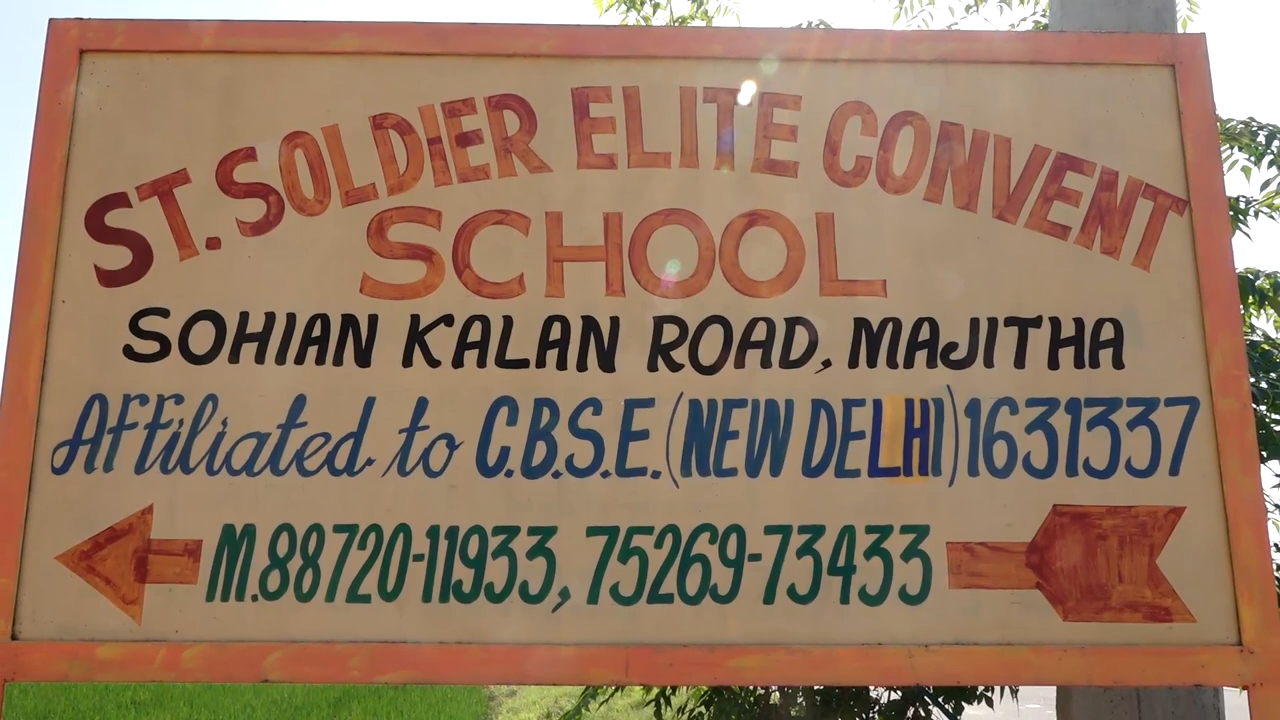 ST. SOLDIER ELITE CONVENT
SCHOOL
SOHIAN KALAN ROAD, MAJITHA
Affiliated to C.B.S.E. (NEW DELHI) 1631337
M.88720-11933, 75269-73433